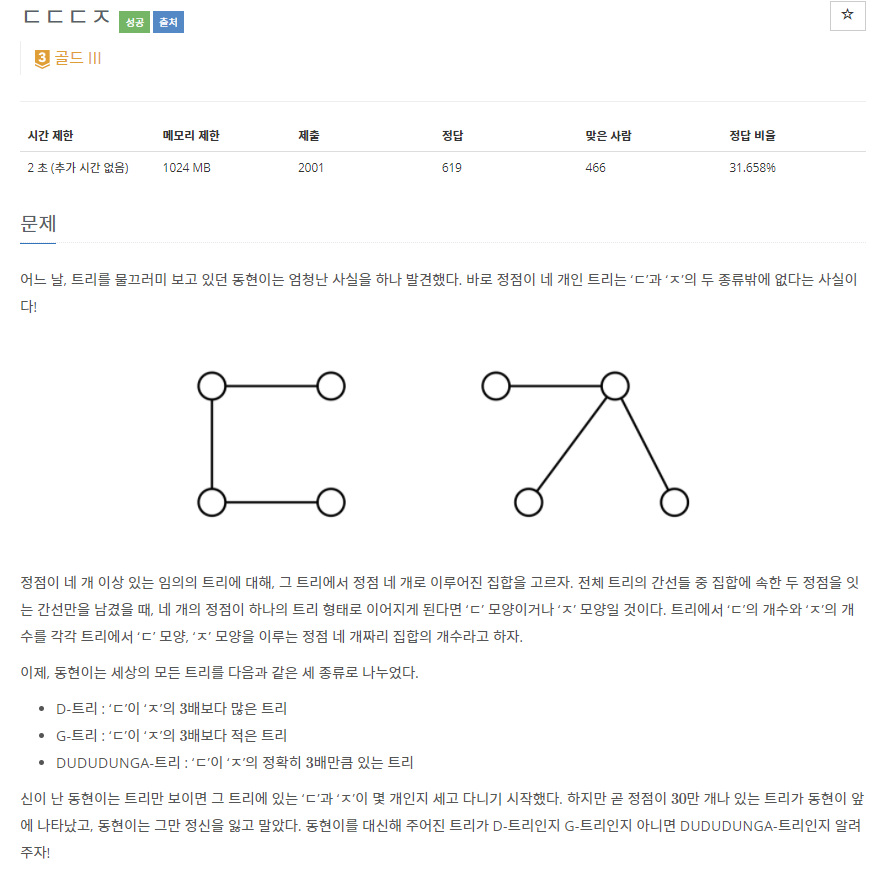 ㄷㄷㄷㅈ 성공 출처
☆
3 골드 III
시간 제한 메모리 제한 제출 정답 맞은 사람 정답 비율
2 초 (추가 시간 없음) 1024 MB 2001 619 466 31.658%
문제
어느 날, 트리를 물끄러미 보고 있던 동현이는 엄청난 사실을 하나 발견했다. 바로 정점이 네 개인 트리는 ‘ㄷ’과 ‘ㅈ’의 두 종류밖에 없다는 사실이
다!
정점이 네 개 이상 있는 임의의 트리에 대해, 그 트리에서 정점 네 개로 이루어진 집합을 고르자. 전체 트리의 간선들 중 집합에 속한 두 정점을 잇
는 간선만을 남겼을 때, 네 개의 정점이 하나의 트리 형태로 이어지게 된다면 ‘ㄷ’ 모양이거나 ‘ㅈ’ 모양일 것이다. 트리에서 ‘ㄷ’의 개수와 ‘ㅈ’의 개
수를 각각 트리에서 ‘ㄷ’ 모양, ‘ㅈ’ 모양을 이루는 정점 네 개짜리 집합의 개수라고 하자.
이제, 동현이는 세상의 모든 트리를 다음과 같은 세 종류로 나누었다.
• D-트리 : ‘ㄷ’이 ‘ㅈ’의 3배보다 많은 트리
• G-트리 : ‘ㄷ’이 ‘ㅈ’의 3배보다 적은 트리
• DUDUDUNGA-트리 : ‘ㄷ’이 ‘ㅈ’의 정확히 3배만큼 있는 트리
신이 난 동현이는 트리만 보이면 그 트리에 있는 ‘ㄷ’과 ‘ㅈ’이 몇 개인지 세고 다니기 시작했다. 하지만 곧 정점이 30만 개나 있는 트리가 동현이 앞
에 나타났고, 동현이는 그만 정신을 잃고 말았다. 동현이를 대신해 주어진 트리가 D-트리인지 G-트리인지 아니면 DUDUDUNGA-트리인지 알려
주자!